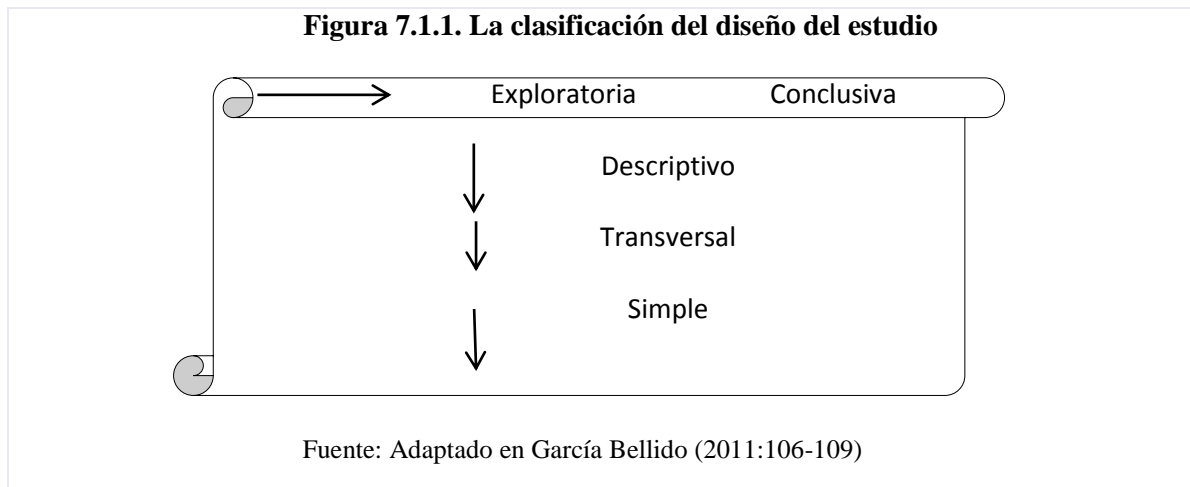 Figura 7.1.1. La clasificación del diseño del estudio
Exploratoria Conclusiva
Descriptivo
Transversal
Simple
Fuente: Adaptado en García Bellido (2011:106-109)